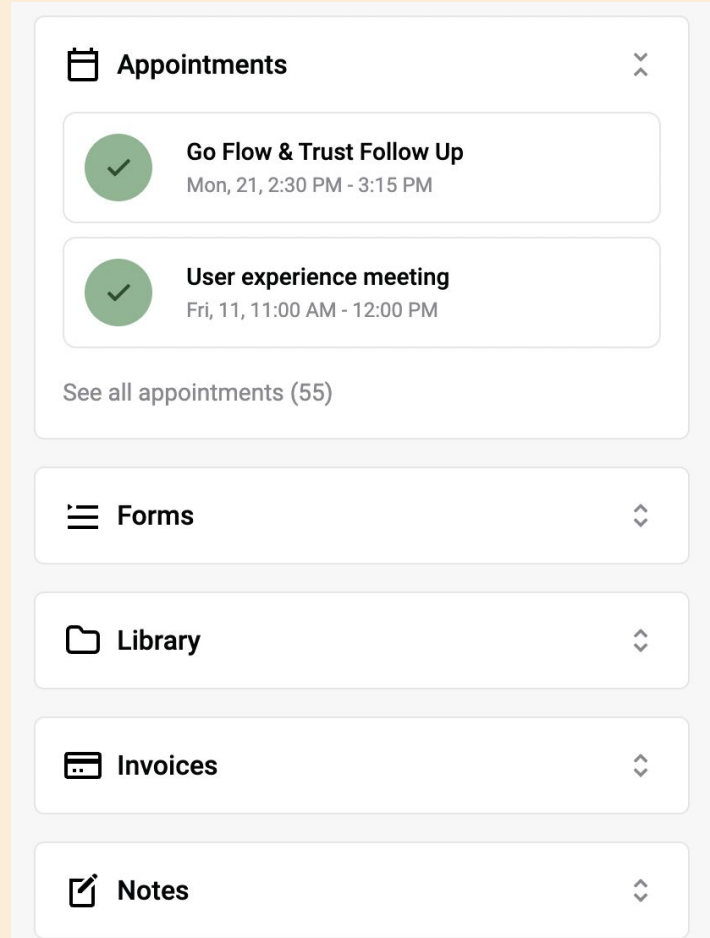 Appointments
Go Flow & Trust Follow Up
Mon, 21, 2:30 PM - 3:15 PM
User experience meeting
Fri, 11, 11:00 AM - 12:00 PM
See all appointments (55)
Forms
Library
Invoices
Notes